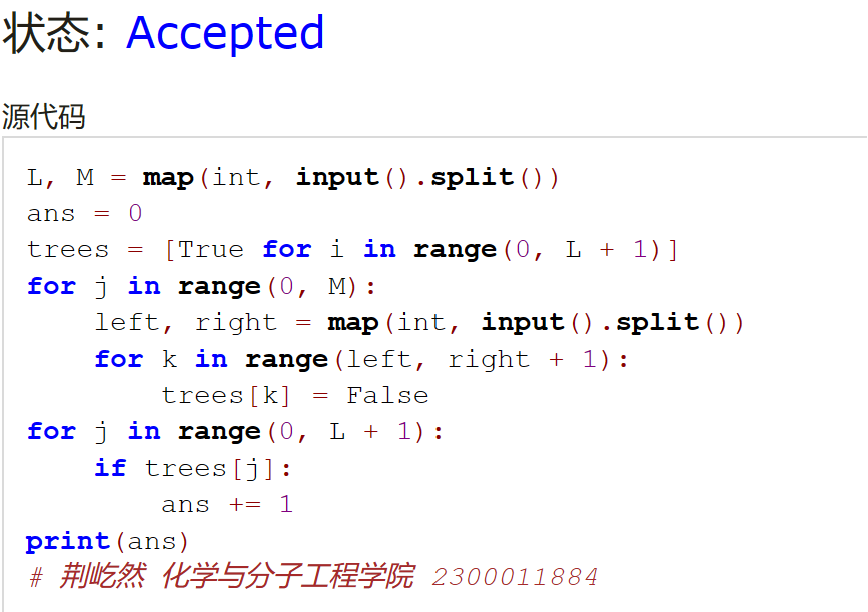 状态: Accepted
源代码
L, M = map(int, input().split())
ans = 0
trees = [True for i in range(0, L + 1)]
for j in range(0, M):
    left, right = map(int, input().split())
    for k in range(left, right + 1):
        trees[k] = False
for j in range(0, L + 1):
    if trees[j]:
        ans += 1
print(ans)
# 荆屹然 化学与分子工程学院 2300011884